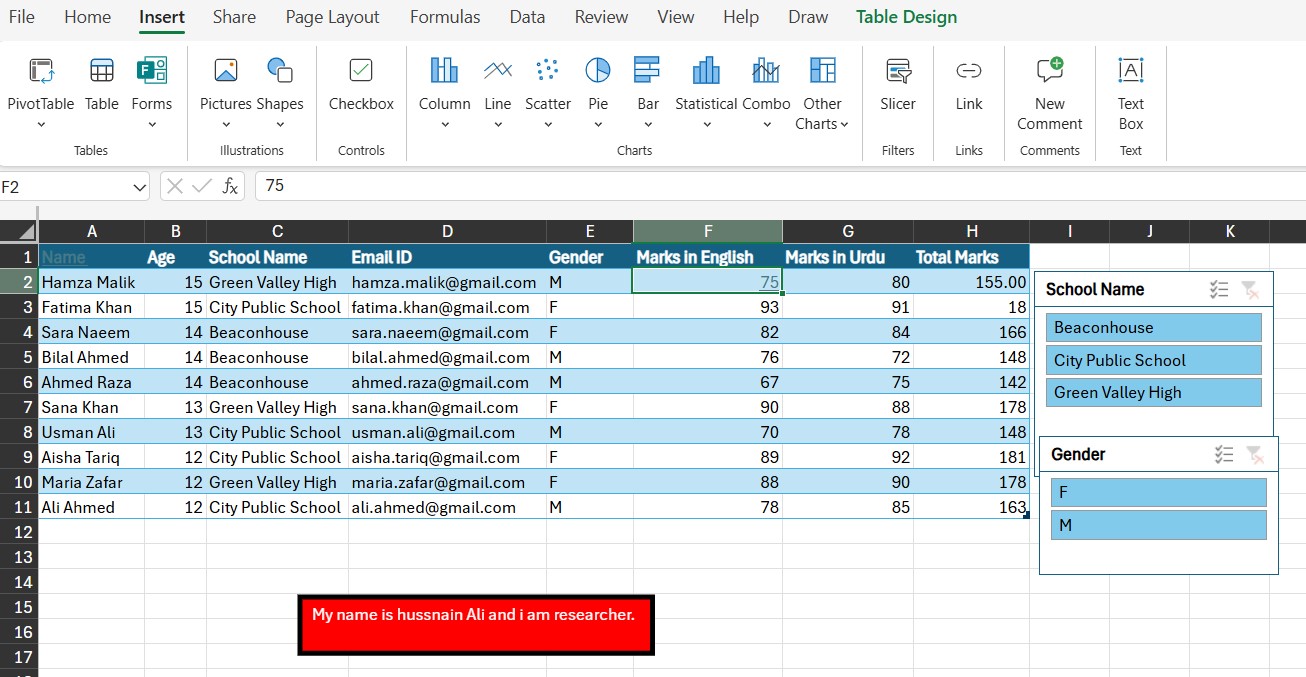 File Home Insert Share Page Layout Formulas Data Review View Help Draw Table Design
PivotTable Table Forms Pictures Shapes Checkbox Column Line Scatter Pie Bar Statistical Combo Other Charts Slicer Link New Comment Text Box
Tables Illustrations Controls Charts Filters Links Comments Text
F2 fx 75
A B C D E F G H I J K
1 Name Age School Name Email ID Gender Marks in English Marks in Urdu Total Marks
2 Hamza Malik 15 Green Valley High hamza.malik@gmail.com M 75 80 155.00
3 Fatima Khan 15 City Public School fatima.khan@gmail.com F 93 91 18
4 Sara Naeem 14 Beaconhouse sara.naeem@gmail.com F 82 84 166
5 Bilal Ahmed 14 Beaconhouse bilal.ahmed@gmail.com M 76 72 148
6 Ahmed Raza 14 Beaconhouse ahmed.raza@gmail.com M 67 75 142
7 Sana Khan 13 Green Valley High sana.khan@gmail.com F 90 88 178
8 Usman Ali 13 City Public School usman.ali@gmail.com M 70 78 148
9 Aisha Tariq 12 City Public School aisha.tariq@gmail.com F 89 92 181
10 Maria Zafar 12 Green Valley High maria.zafar@gmail.com F 88 90 178
11 Ali Ahmed 12 City Public School ali.ahmed@gmail.com M 78 85 163
12
13
14
15
16
17
School Name
Beaconhouse
City Public School
Green Valley High
Gender
F
M
My name is hussnain Ali and i am researcher.